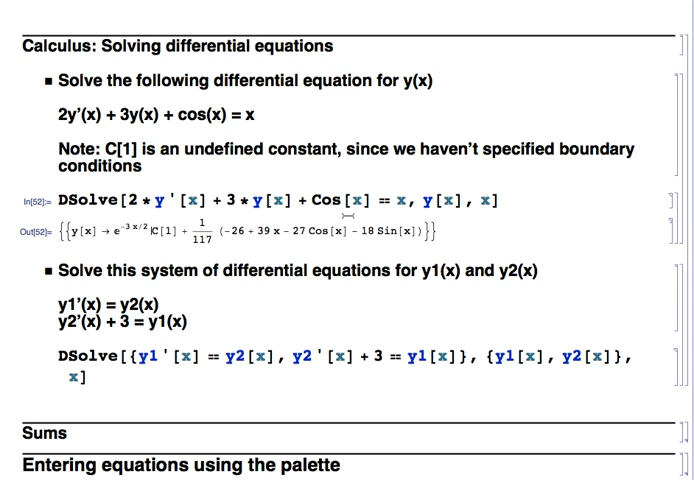 Calculus: Solving differential equations
▪ Solve the following differential equation for y(x)
2y’(x) + 3y(x) + cos(x) = x
Note: C[1] is an undefined constant, since we haven’t specified boundary
conditions
In[52]:= DSolve[2 * y ' [x] + 3 * y[x] + Cos[x] == x, y[x], x]
Out[52]= {{y[x] → e^(-3 x/2) C[1] + 1/117 (-26 + 39 x - 27 Cos[x] - 18 Sin[x])}}
▪ Solve this system of differential equations for y1(x) and y2(x)
y1’(x) = y2(x)
y2’(x) + 3 = y1(x)
DSolve[{y1 ' [x] == y2[x], y2 ' [x] + 3 == y1[x]}, {y1[x], y2[x]},
x]
Sums
Entering equations using the palette